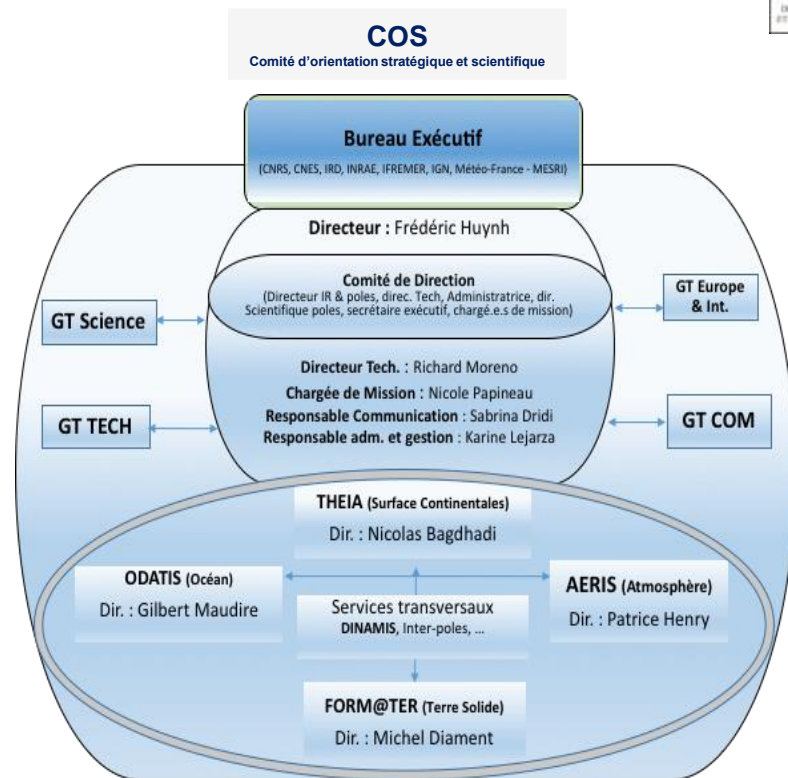 COS
Comité d'orientation stratégique et scientifique
Bureau Exécutif
(CNRS, CNES, IRD, INRAE, IFREMER, IGN, Météo-France - MESRI)
Directeur : Frédéric Huynh
Comité de Direction
(Directeur IR & poles, direc. Tech, Administratrice, dir.
Scientifique poles, secrétaire exécutif, chargé.e.s de mission)
GT Science
GT Europe
& Int.
Directeur Tech. : Richard Moreno
Chargée de Mission : Nicole Papineau
Responsable Communication : Sabrina Dridi
Responsable adm. et gestion : Karine Lejarza
GT TECH
GT COM
THEIA (Surface Continentales)
Dir. : Nicolas Bagdhadi
ODATIS (Océan)
Dir. : Gilbert Maudire
AERIS (Atmosphère)
Dir. : Patrice Henry
Services transversaux
DINAMIS, Inter-poles, ...
FORM@TER (Terre Solide)
Dir. : Michel Diament